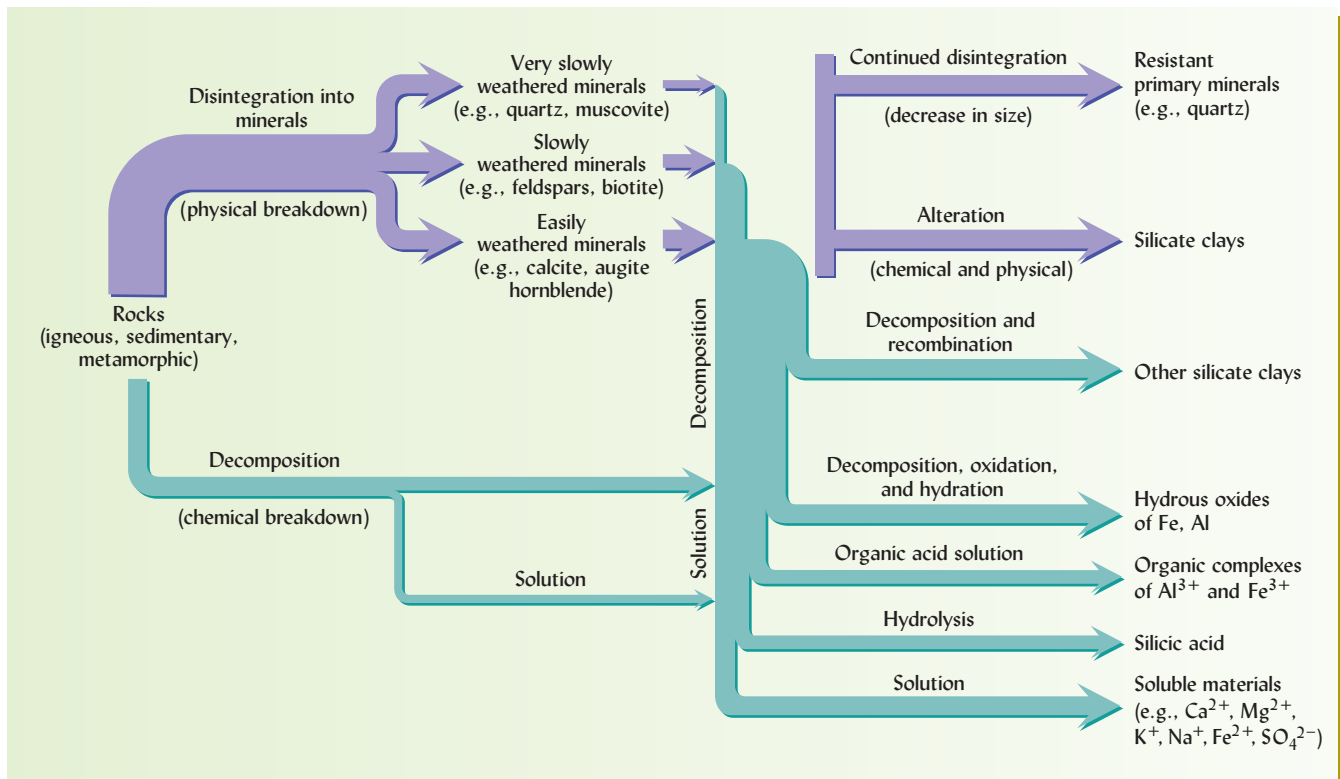 Disintegration into
minerals
(physical breakdown)
Very slowly
weathered minerals
(e.g., quartz, muscovite)
Slowly
weathered minerals
(e.g., feldspars, biotite)
Easily
weathered minerals
(e.g., calcite, augite
hornblende)
Rocks
(igneous, sedimentary,
metamorphic)
Decomposition
(chemical breakdown)
Solution
Decomposition
Solution
Continued disintegration
(decrease in size)
Resistant
primary minerals
(e.g., quartz)
Alteration
(chemical and physical)
Silicate clays
Decomposition and
recombination
Other silicate clays
Decomposition, oxidation,
and hydration
Hydrous oxides
of Fe, Al
Organic acid solution
Organic complexes
of Al³⁺ and Fe³⁺
Hydrolysis
Silicic acid
Solution
Soluble materials
(e.g., Ca²⁺, Mg²⁺,
K⁺, Na⁺, Fe²⁺, SO₄²⁻)